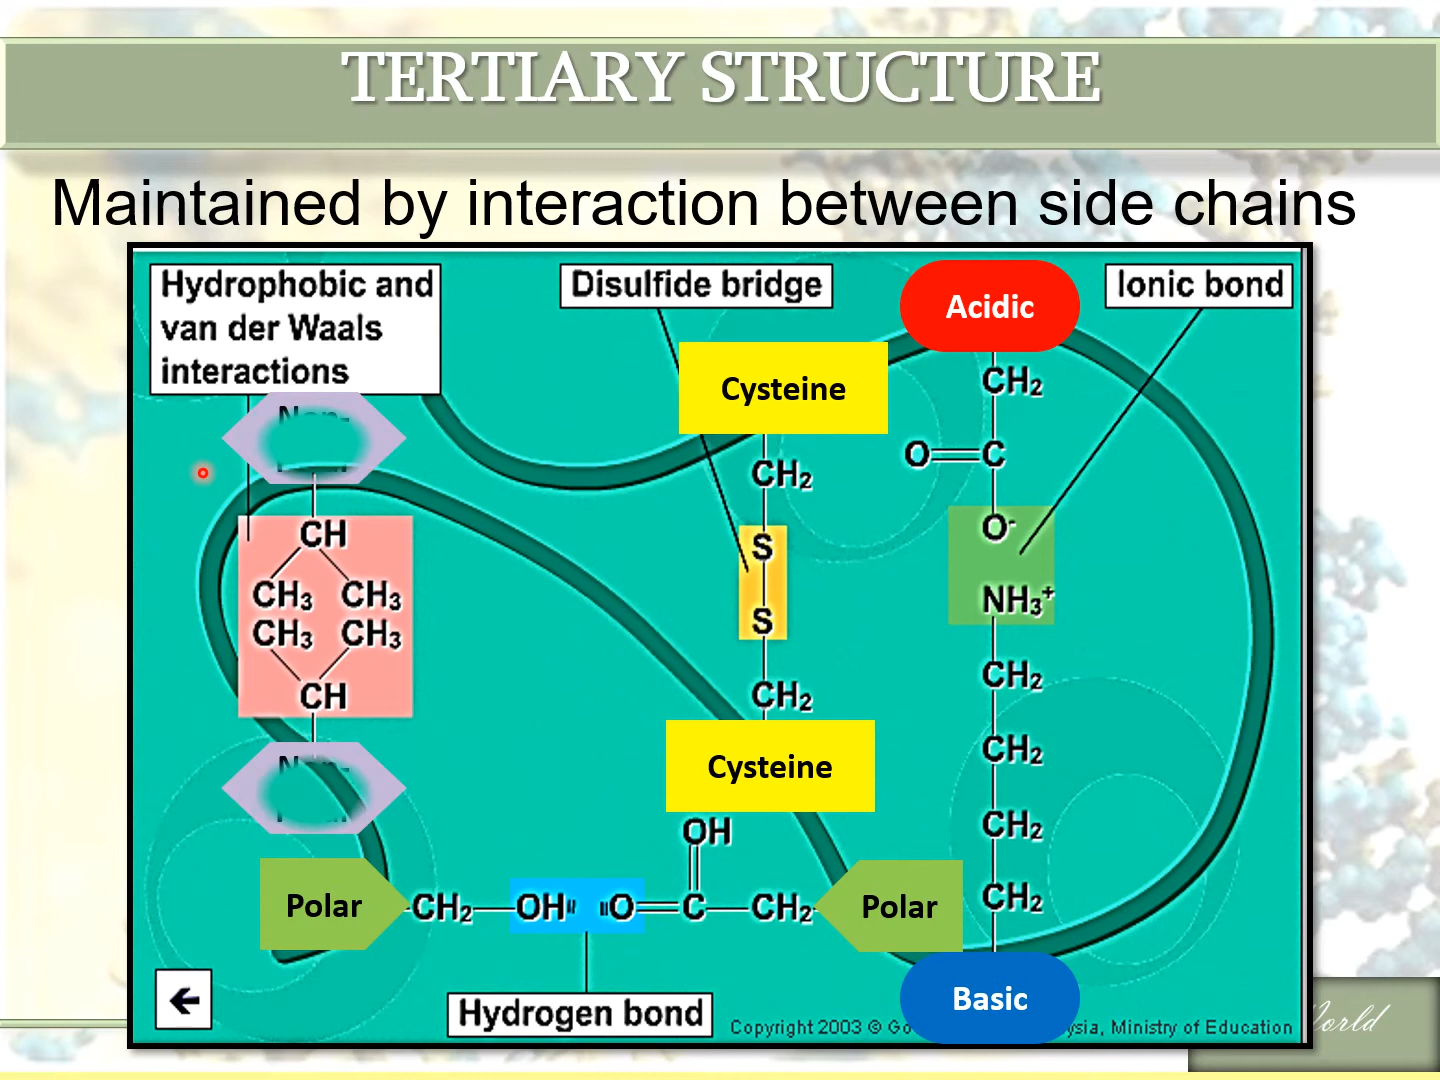 TERTIARY STRUCTURE
Maintained by interaction between side chains
Hydrophobic and
van der Waals
interactions
Disulfide bridge
Acidic
Ionic bond
Cysteine
CH₂
O
C
CH₂
O⁻
S
CH
CH₃ CH₃
NH₃⁺
S
CH₃ CH₃
CH₂
CH
CH₂
CH₂
Cysteine
CH₂
OH
CH₂
Polar
CH₂
OH
O
C
CH₂
Polar
Basic
Hydrogen bond
Copyright 2003 ©
Ministry of Education